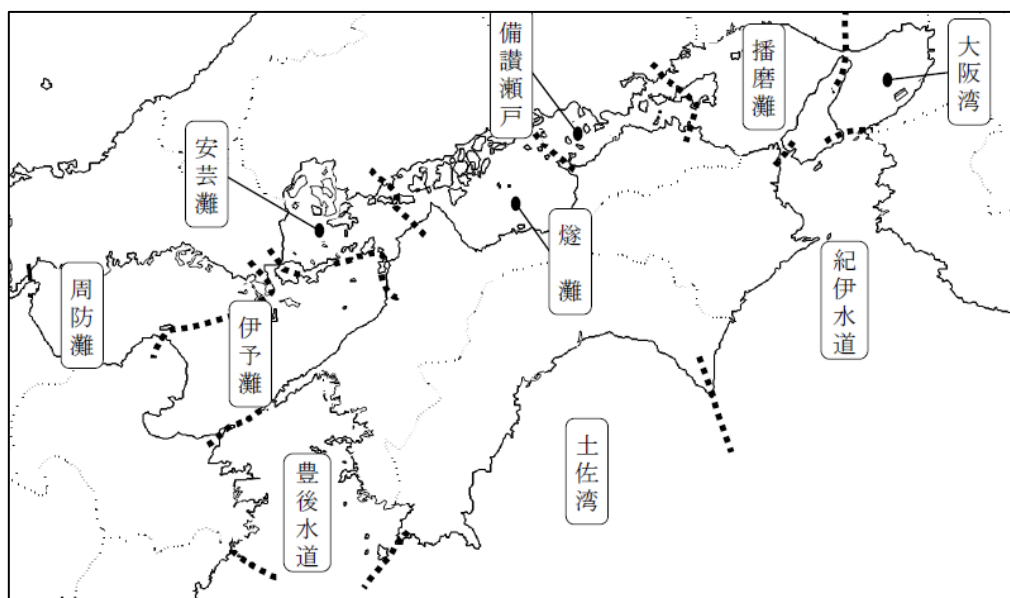 備讃瀬戸
播磨灘
大阪湾
安芸灘
燧灘
紀伊水道
周防灘
伊予灘
土佐湾
豊後水道